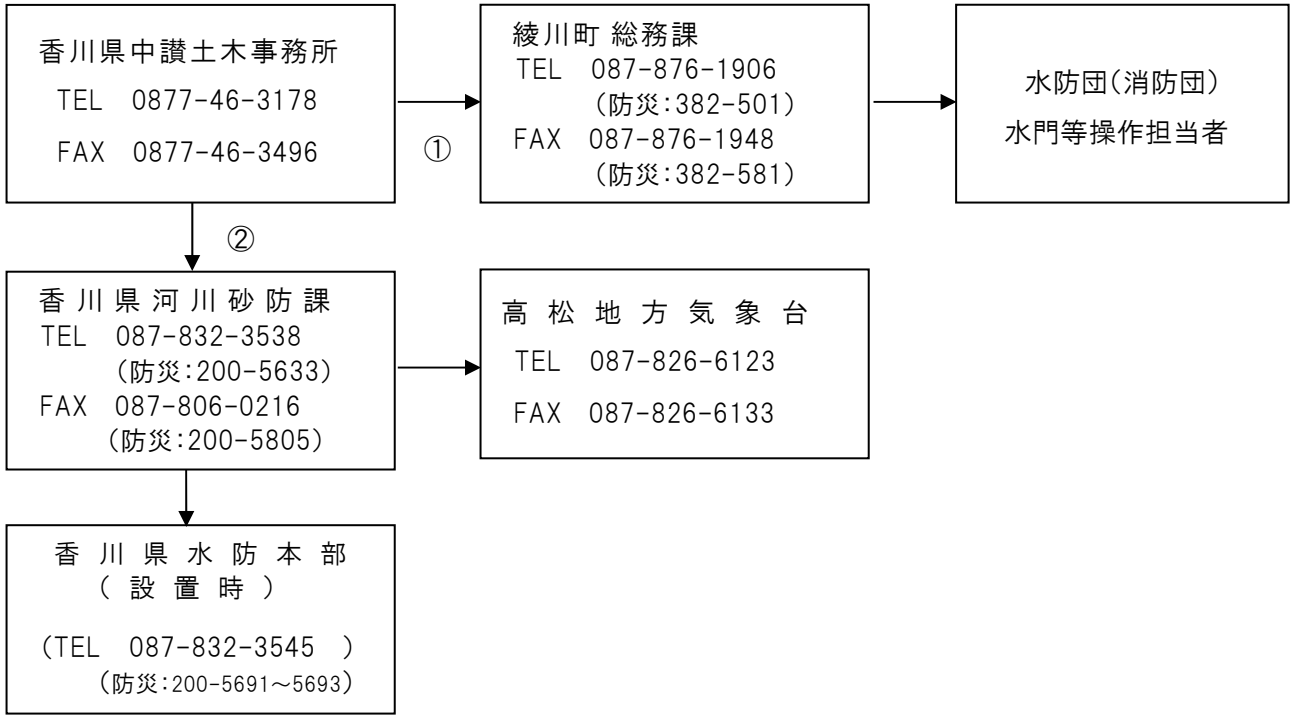 香川県中讃土木事務所
TEL 0877-46-3178
FAX 0877-46-3496
①
綾川町 総務課
TEL 087-876-1906
(防災:382-501)
FAX 087-876-1948
(防災:382-581)
水防団(消防団)
水門等操作担当者
②
香川県河川砂防課
TEL 087-832-3538
(防災:200-5633)
FAX 087-806-0216
(防災:200-5805)
高松地方気象台
TEL 087-826-6123
FAX 087-826-6133
香川県水防本部
(設置時)
(TEL 087-832-3545 )
(防災:200-5691~5693)